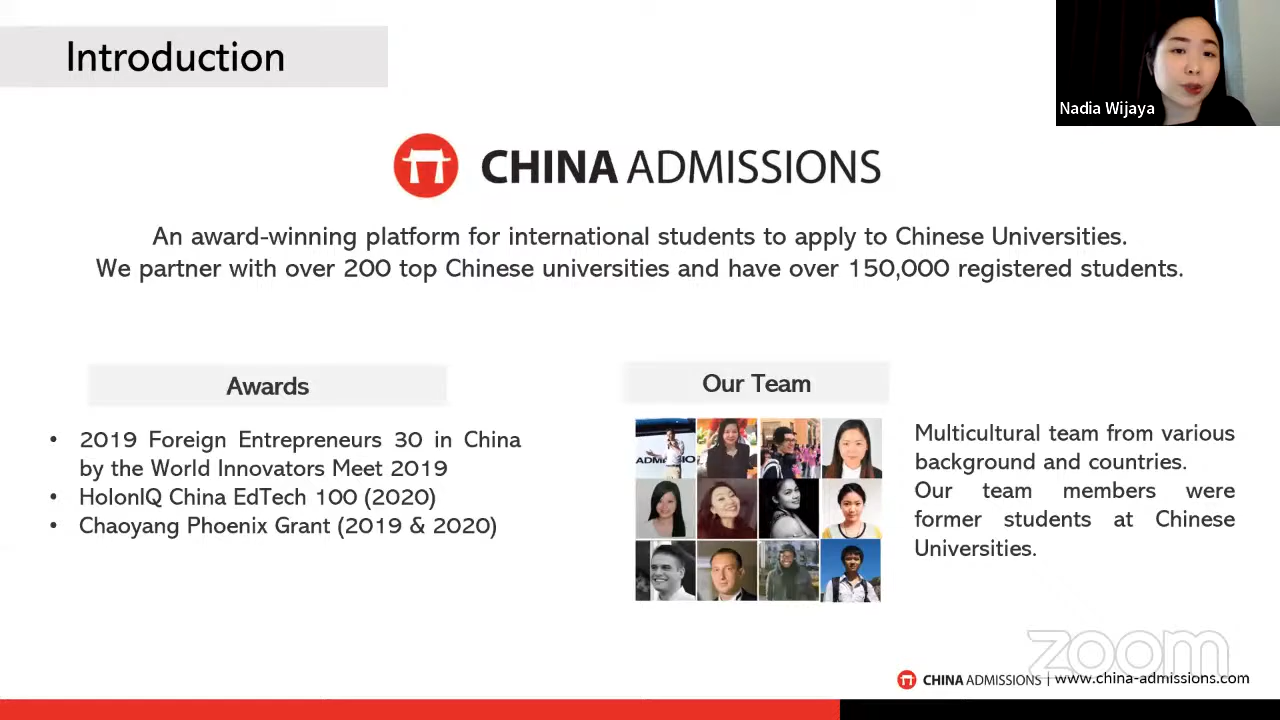 Introduction
Nadia Wijaya
CHINA ADMISSIONS
An award-winning platform for international students to apply to Chinese Universities.
We partner with over 200 top Chinese universities and have over 150,000 registered students.
Awards
• 2019 Foreign Entrepreneurs 30 in China
by the World Innovators Meet 2019
• HolonIQ China EdTech 100 (2020)
• Chaoyang Phoenix Grant (2019 & 2020)
Our Team
Multicultural team from various
background and countries.
Our team members were
former students at Chinese
Universities.
zoom
CHINA ADMISSIONS | www.china-admissions.com